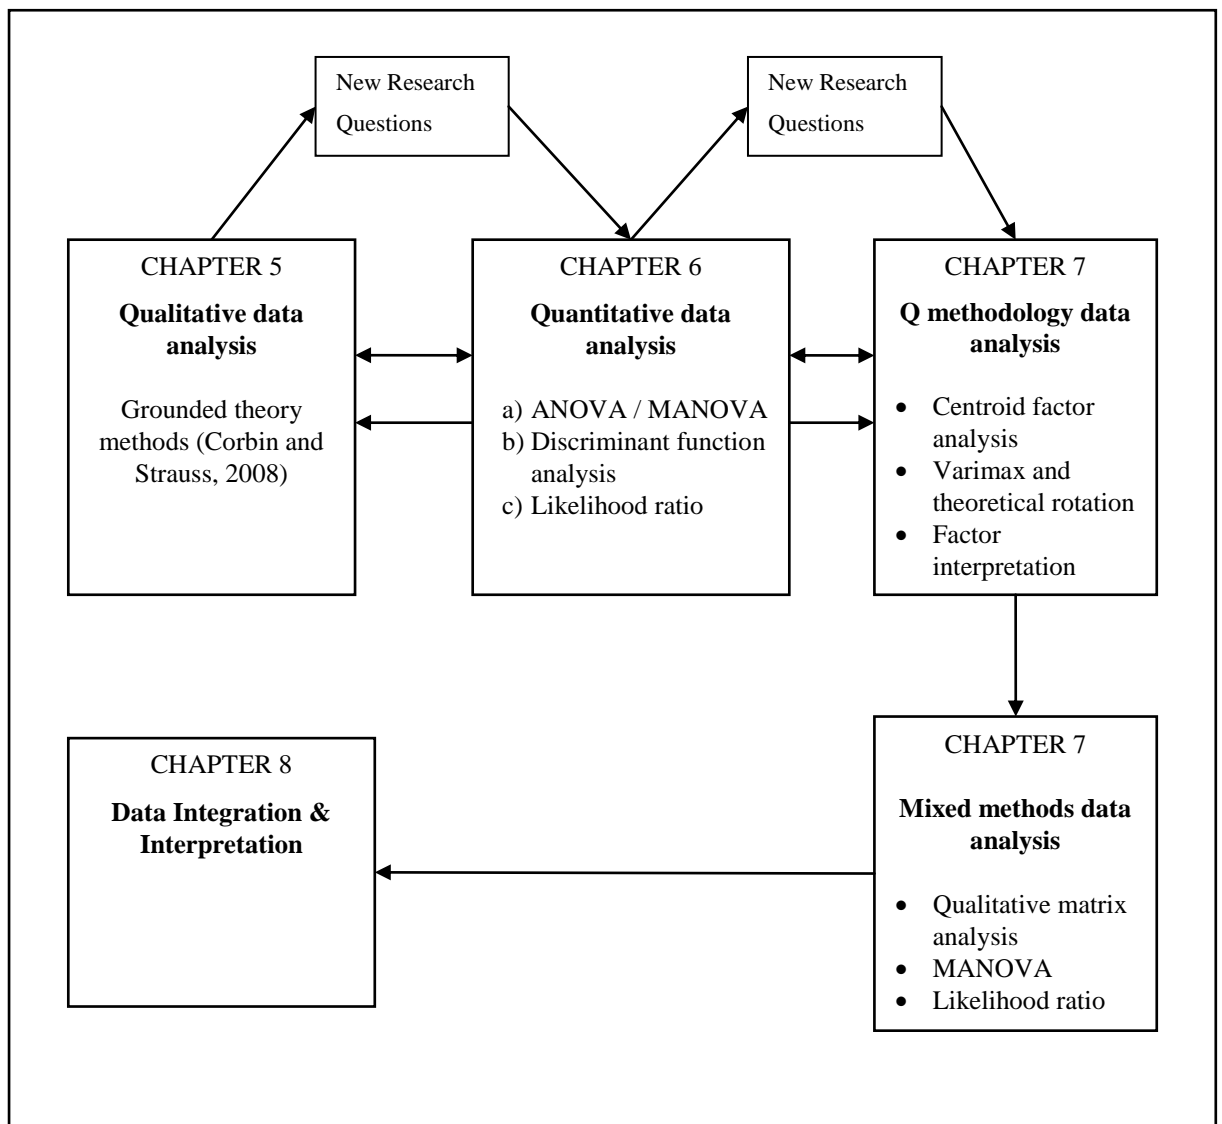 New Research
Questions
New Research
Questions
CHAPTER 5
Qualitative data
analysis
Grounded theory
methods (Corbin and
Strauss, 2008)
CHAPTER 6
Quantitative data
analysis
a) ANOVA / MANOVA
b) Discriminant function
analysis
c) Likelihood ratio
CHAPTER 7
Q methodology data
analysis
• Centroid factor
analysis
• Varimax and
theoretical rotation
• Factor
interpretation
CHAPTER 8
Data Integration &
Interpretation
CHAPTER 7
Mixed methods data
analysis
• Qualitative matrix
analysis
• MANOVA
• Likelihood ratio